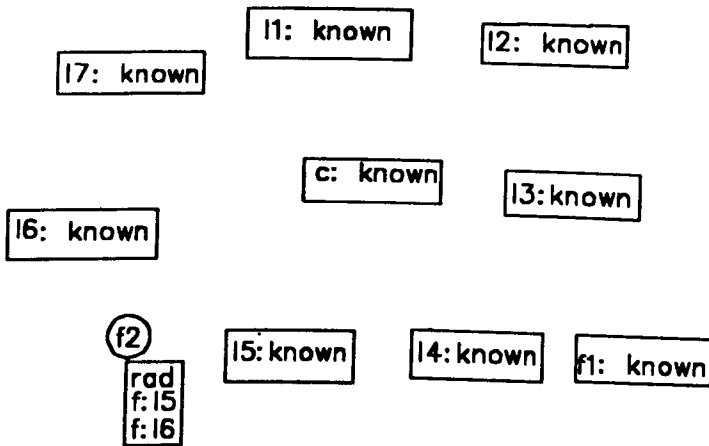 l1: known
l2: known
l7: known
c: known
l3: known
l6: known
f2
l5: known
l4: known
f1: known
rad
f: l5
f: l6